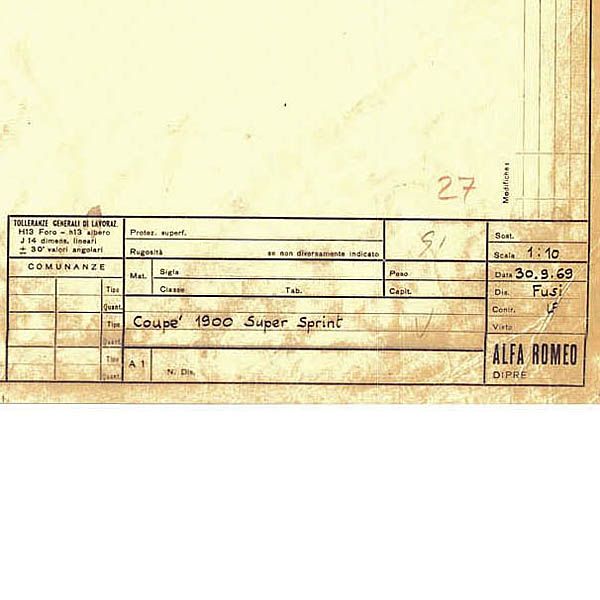 27
Modifiche
TOLLERANZE GENERALI DI LAVORAZ.
H13 Foro - h13 albero
J 14 dimens. lineari
± 30' valori angolari
COMUNANZE
Tipo
Quant.
Tipo
Quant.
Tipo
Quant.
Protez. superf.
Rugosità se non diversamente indicato
Mat. Sigla
Classe Tab.
Peso
Capit.
Coupe' 1900 Super Sprint
A 1 N. Dis.
Sost.
Scala 1:10
Data 30.9.69
Dis. Fusi
Contr.
Visto
ALFA ROMEO
DIPRE